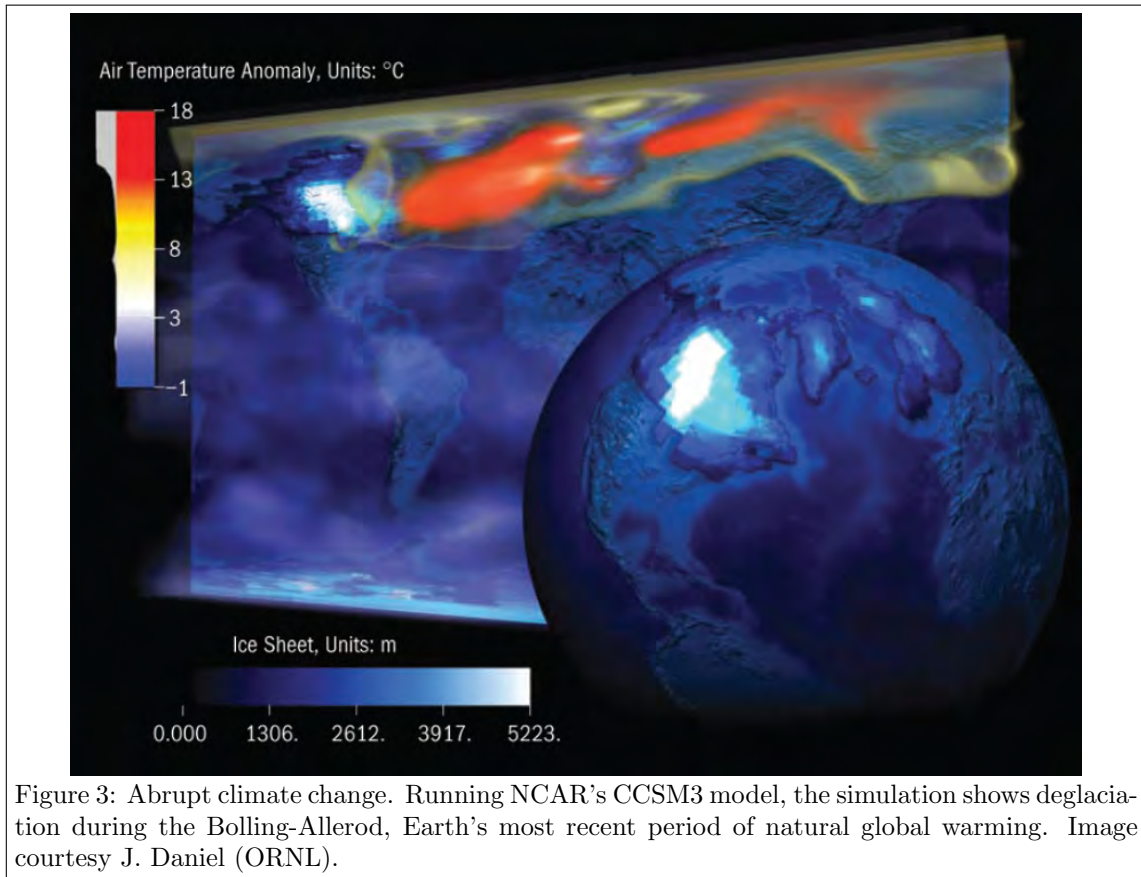 Air Temperature Anomaly, Units: °C
18
13
8
3
−1
Ice Sheet, Units: m
0.000 1306. 2612. 3917. 5223.
Figure 3: Abrupt climate change. Running NCAR's CCSM3 model, the simulation shows deglacia-
tion during the Bolling-Allerod, Earth's most recent period of natural global warming. Image
courtesy J. Daniel (ORNL).